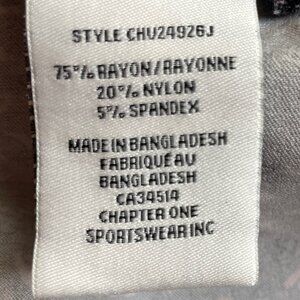 STYLE CHU24926J
75% RAYON/RAYONNE
20% NYLON
5% SPANDEX
MADE IN BANGLADESH
FABRIQUÉ AU
BANGLADESH
CA34514
CHAPTER ONE
SPORTSWEAR INC